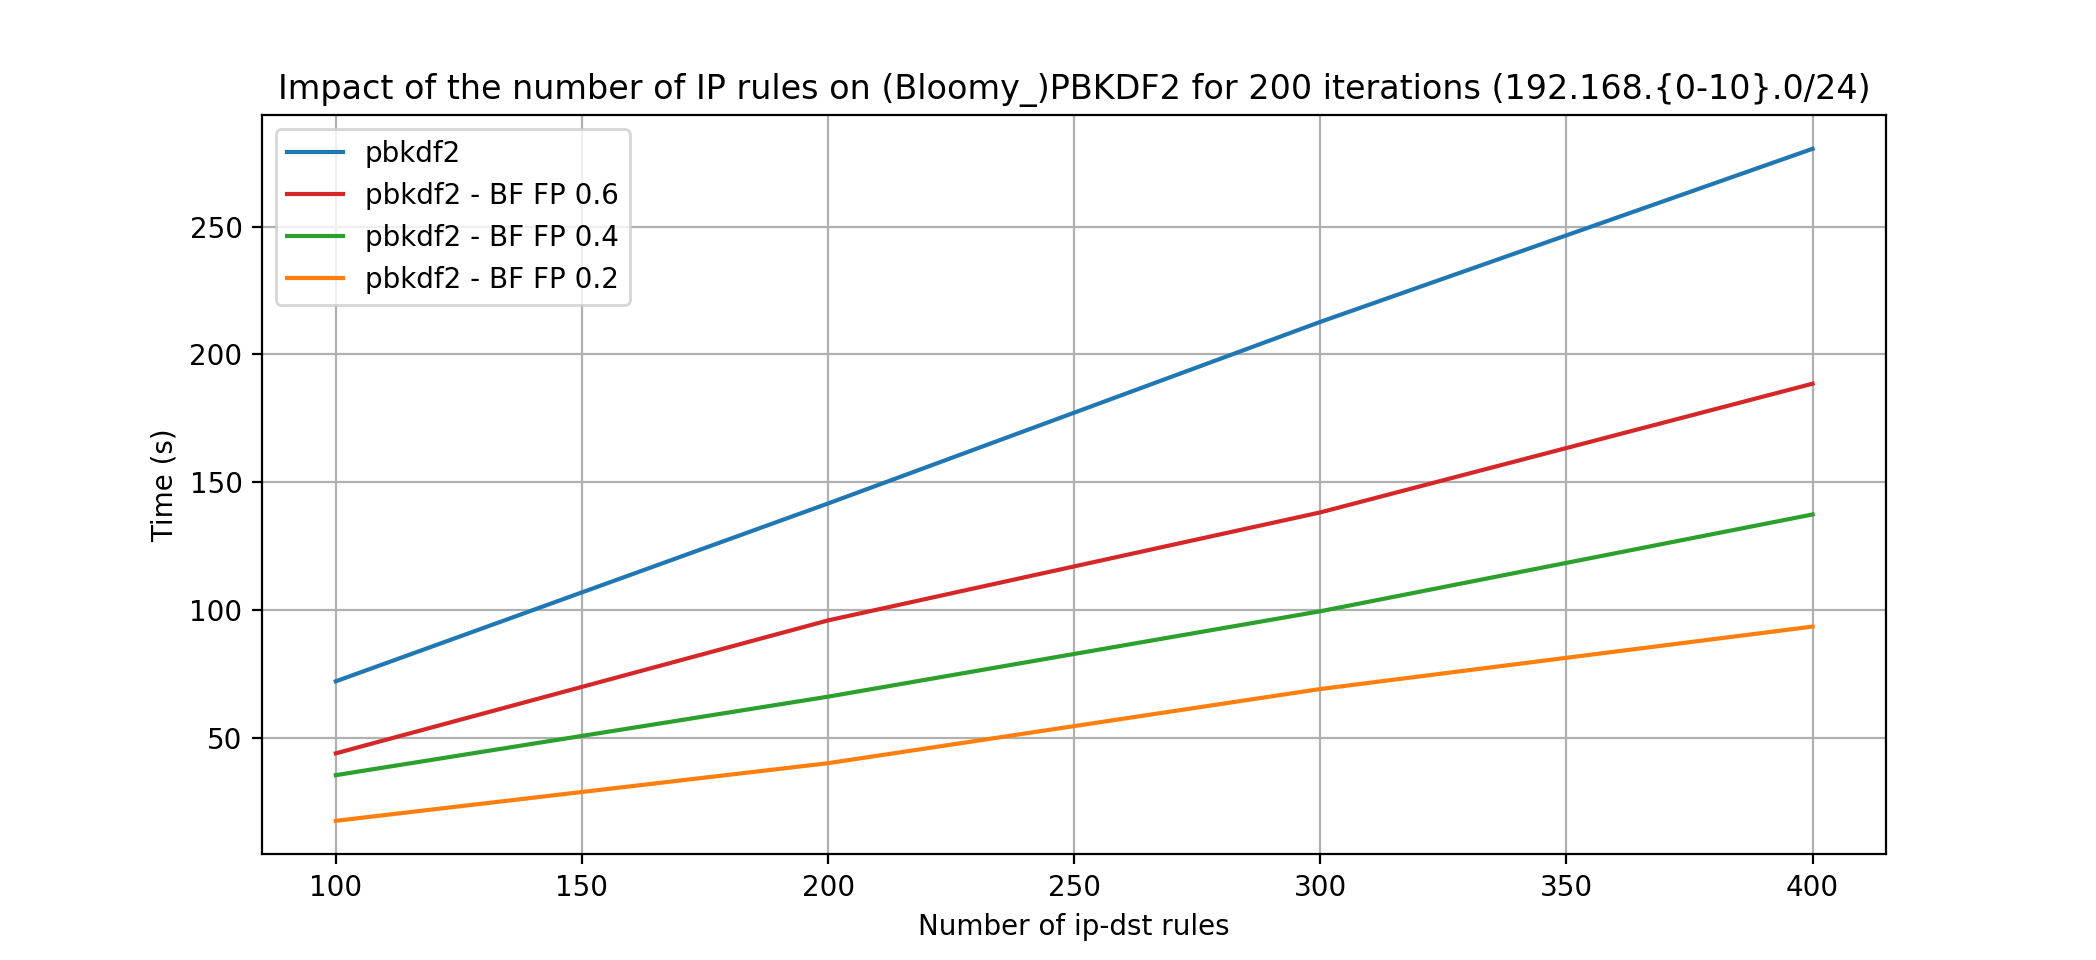 Impact of the number of IP rules on (Bloomy_)PBKDF2 for 200 iterations (192.168.{0-10}.0/24)
pbkdf2
pbkdf2 - BF FP 0.6
pbkdf2 - BF FP 0.4
pbkdf2 - BF FP 0.2
250
200
150
100
50
Time (s)
100 150 200 250 300 350 400
Number of ip-dst rules